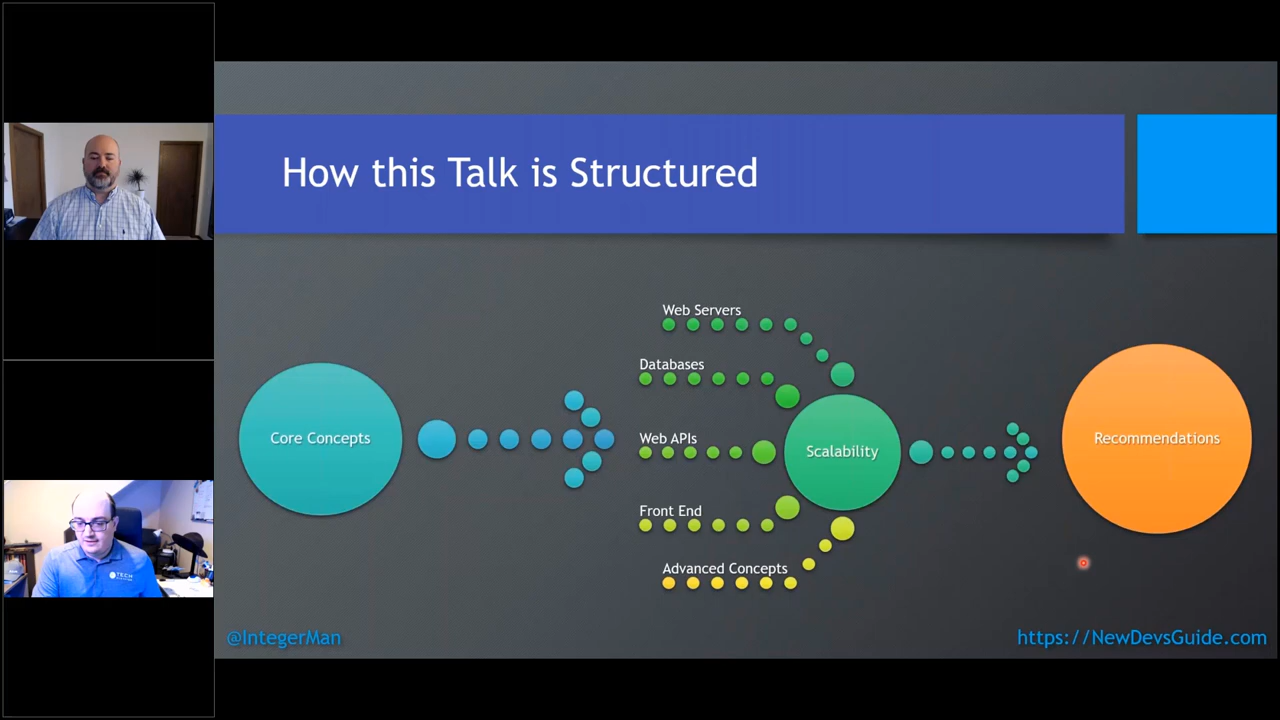 How this Talk is Structured
Core Concepts
Web Servers
Databases
Web APIs
Front End
Advanced Concepts
Scalability
Recommendations
@IntegerMan
https://NewDevsGuide.com
TECH